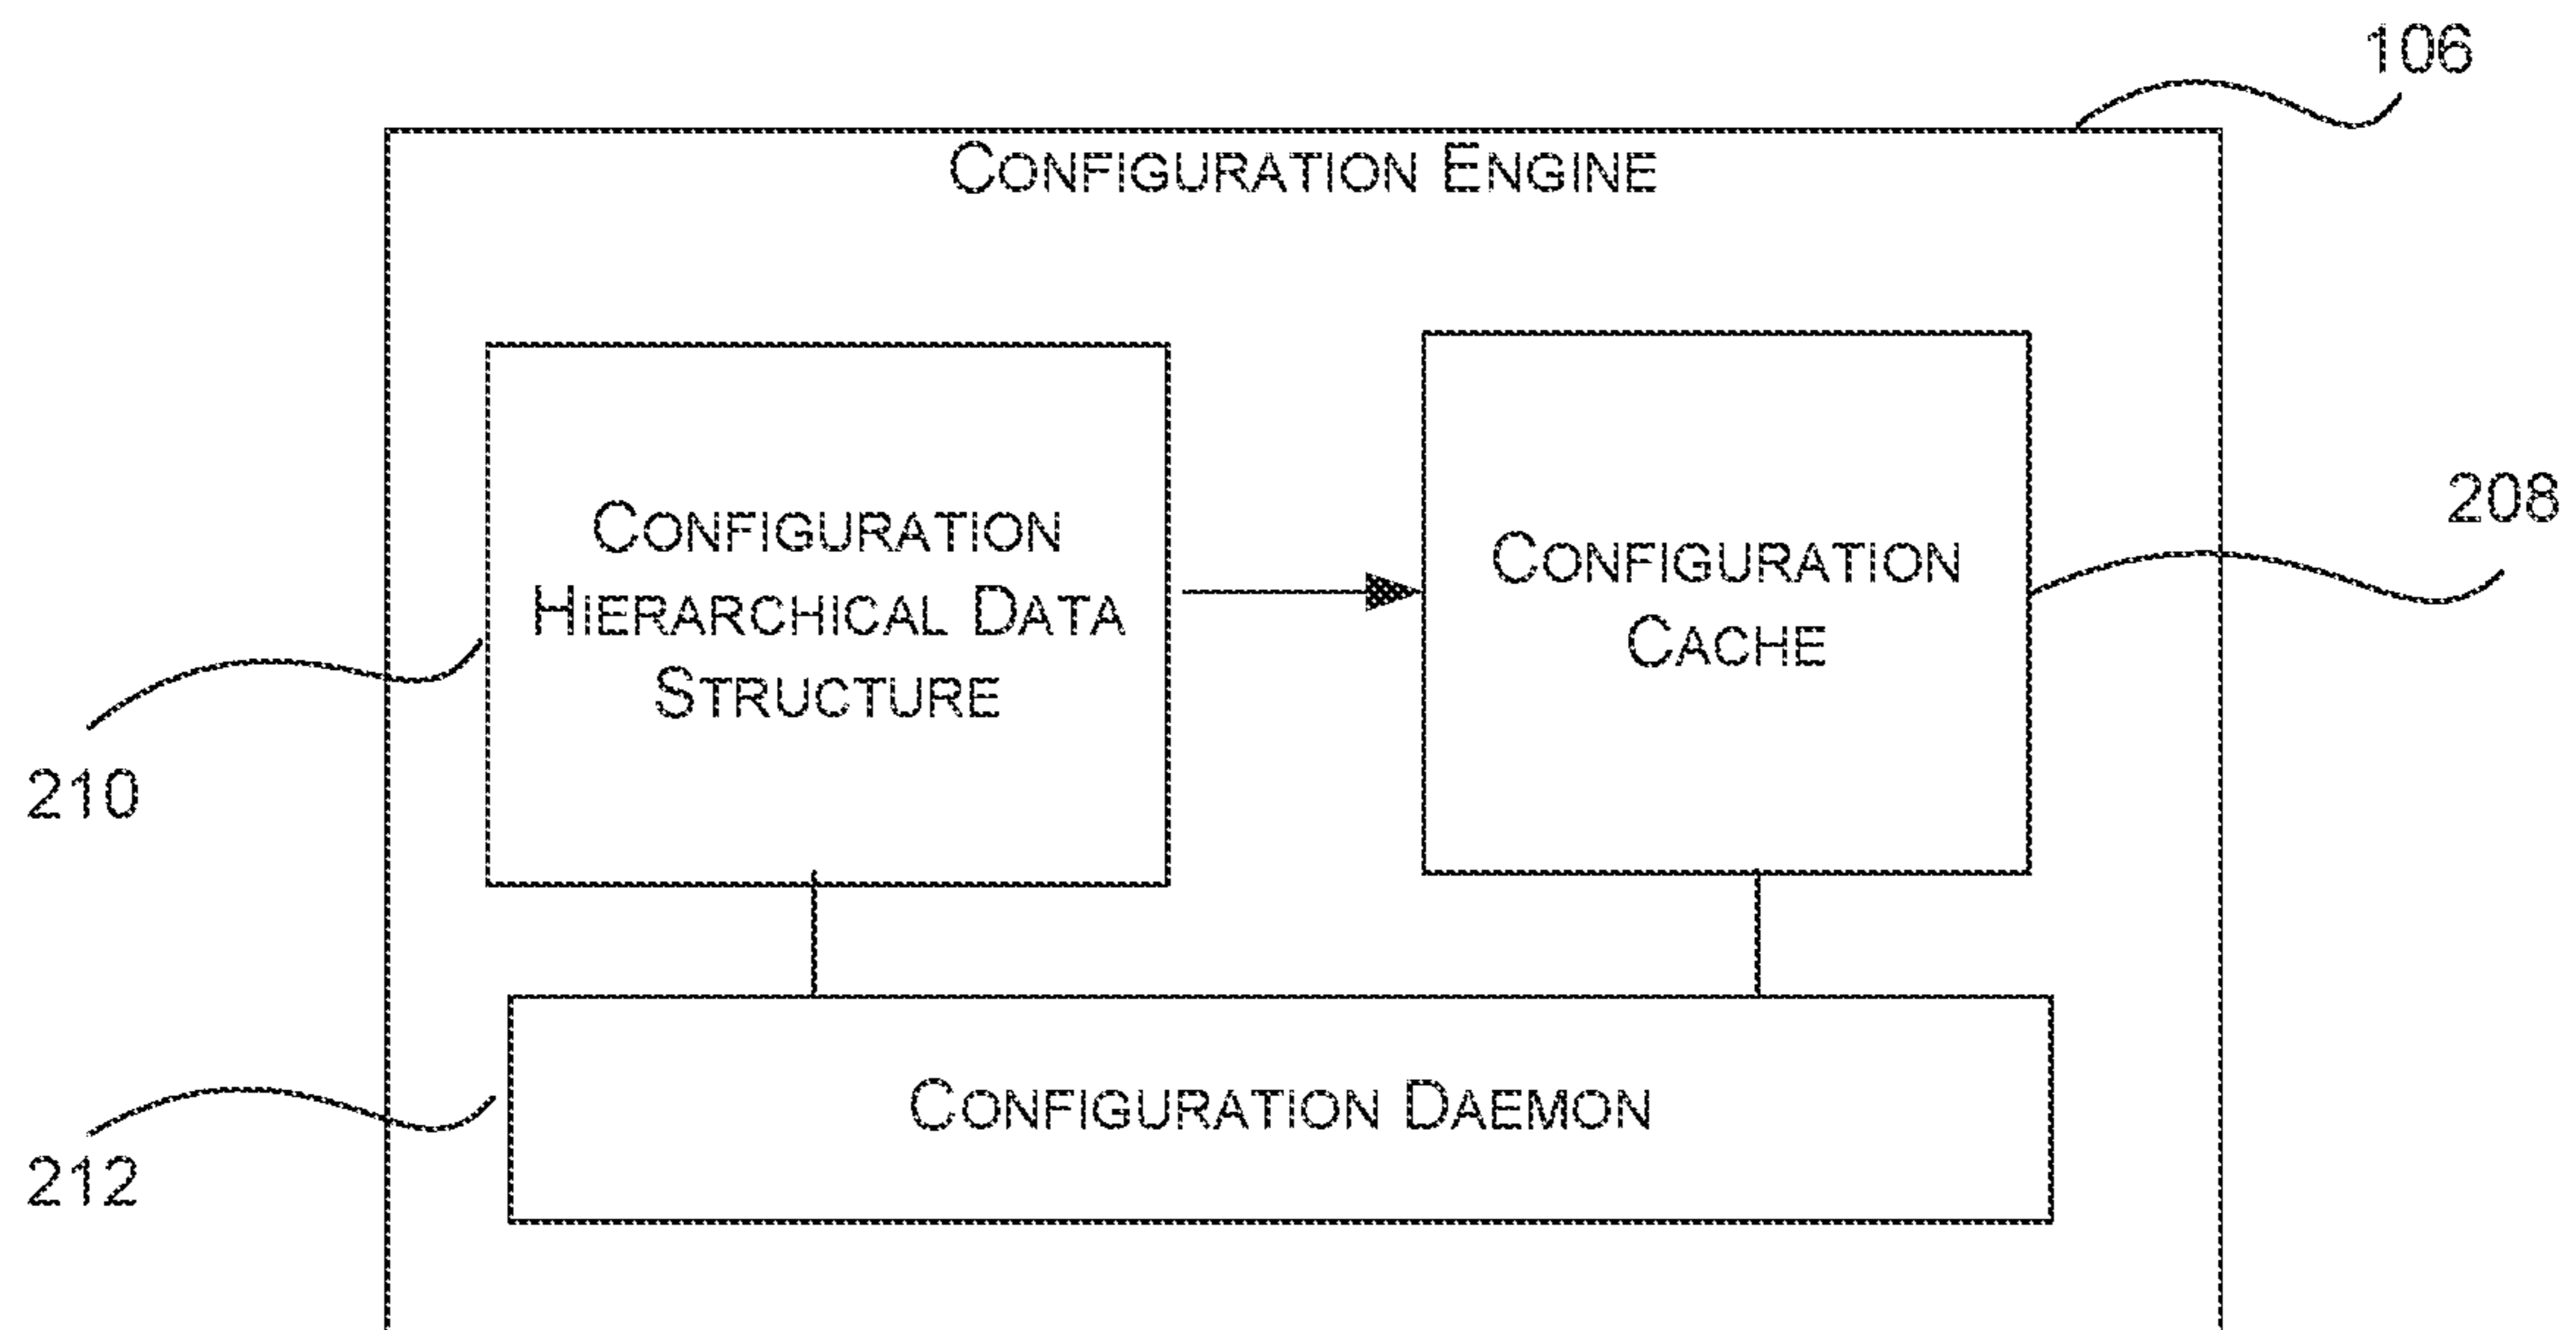 106
CONFIGURATION ENGINE
208
CONFIGURATION
HIERARCHICAL DATA
STRUCTURE
CONFIGURATION
CACHE
210
CONFIGURATION DAEMON
212